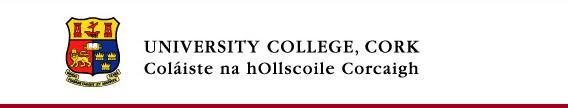 UNIVERSITY COLLEGE, CORK
Coláiste na hOllscoile Corcaigh